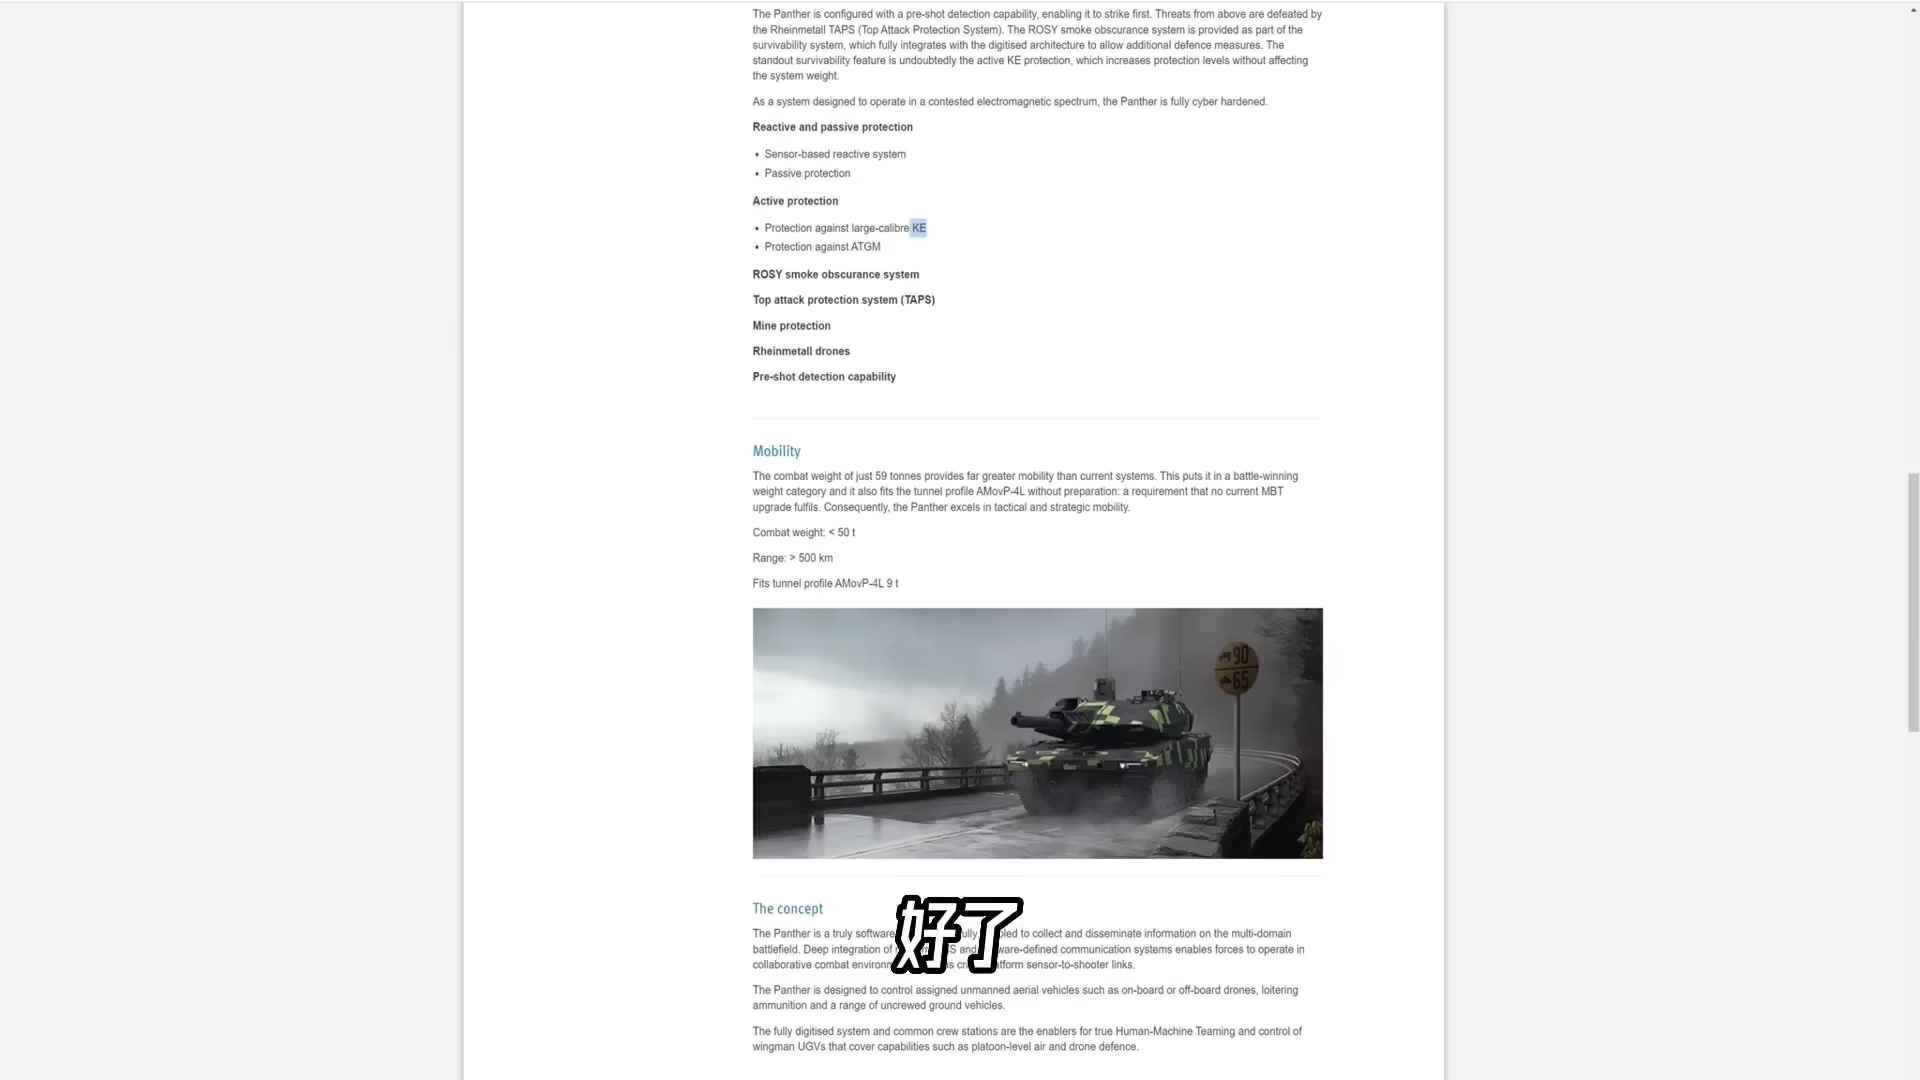 The Panther is configured with a pre-shot detection capability, enabling it to strike first. Threats from above are defeated by
the Rheinmetall TAPS (Top Attack Protection System). The ROSY smoke obscurance system is provided as part of the
survivability system, which fully integrates with the digitised architecture to allow additional defence measures. The
standout survivability feature is undoubtedly the active KE protection, which increases protection levels without affecting
the system weight.
As a system designed to operate in a contested electromagnetic spectrum, the Panther is fully cyber hardened.
Reactive and passive protection
• Sensor-based reactive system
• Passive protection
Active protection
• Protection against large-calibre KE
• Protection against ATGM
ROSY smoke obscurance system
Top attack protection system (TAPS)
Mine protection
Rheinmetall drones
Pre-shot detection capability
Mobility
The combat weight of just 59 tonnes provides far greater mobility than current systems. This puts it in a battle-winning
weight category and it also fits the tunnel profile AMovP-4L without preparation: a requirement that no current MBT
upgrade fulfils. Consequently, the Panther excels in tactical and strategic mobility.
Combat weight: < 50 t
Range: > 500 km
Fits tunnel profile AMovP-4L 9 t
90
65
The concept
好了
The Panther is a truly software to collect and disseminate information on the multi-domain
battlefield. Deep integration of and communication systems enables forces to operate in
collaborative combat sensor-to-shooter links.
The Panther is designed to control assigned unmanned aerial vehicles such as on-board or off-board drones, loitering
ammunition and a range of uncrewed ground vehicles.
The fully digitised system and common crew stations are the enablers for true Human-Machine Teaming and control of
wingman UGVs that cover capabilities such as platoon-level air and drone defence.